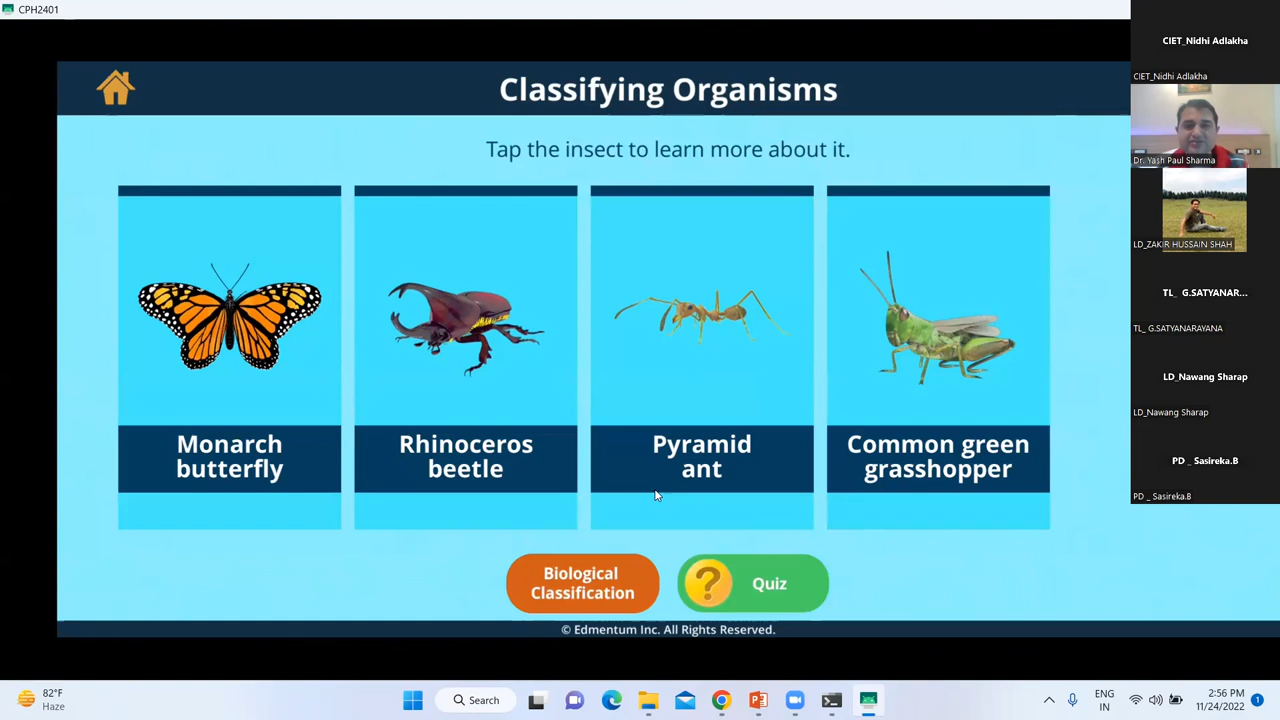 CPH2401
Classifying Organisms
Tap the insect to learn more about it.
Monarch
butterfly
Rhinoceros
beetle
Pyramid
ant
Common green
grasshopper
Biological
Classification
?
Quiz
© Edmentum Inc. All Rights Reserved.
CIET_Nidhi Adlakha
CIET_Nidhi Adlakha
Dr. Yash Paul Sharma
LD_ZAKIR HUSSAIN SHAH
TL_ G.SATYANAR...
TL_ G.SATYANARAYANA
LD_Nawang Sharap
LD_Nawang Sharap
PD _ Sasireka.B
PD _ Sasireka.B
82°F
Haze
Search
ENG
IN
2:56 PM
11/24/2022
1